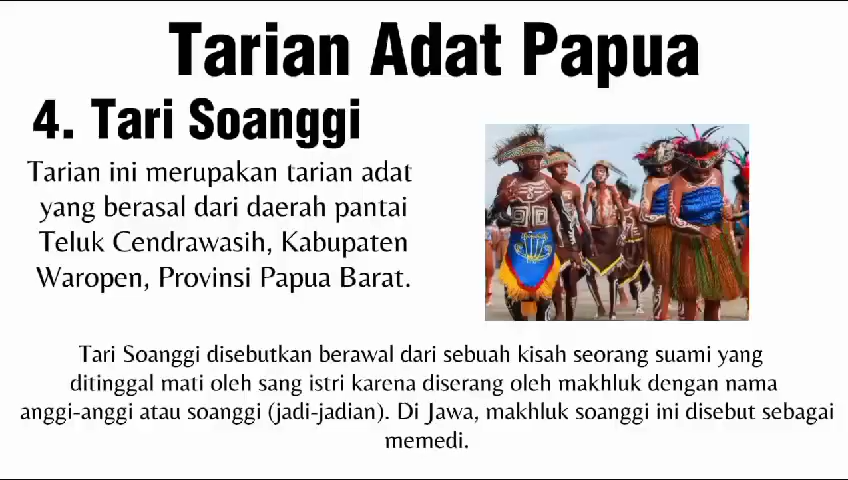 Tarian Adat Papua
4. Tari Soanggi
Tarian ini merupakan tarian adat
yang berasal dari daerah pantai
Teluk Cendrawasih, Kabupaten
Waropen, Provinsi Papua Barat.
Tari Soanggi disebutkan berawal dari sebuah kisah seorang suami yang
ditinggal mati oleh sang istri karena diserang oleh makhluk dengan nama
anggi-anggi atau soanggi (jadi-jadian). Di Jawa, makhluk soanggi ini disebut sebagai
memedi.